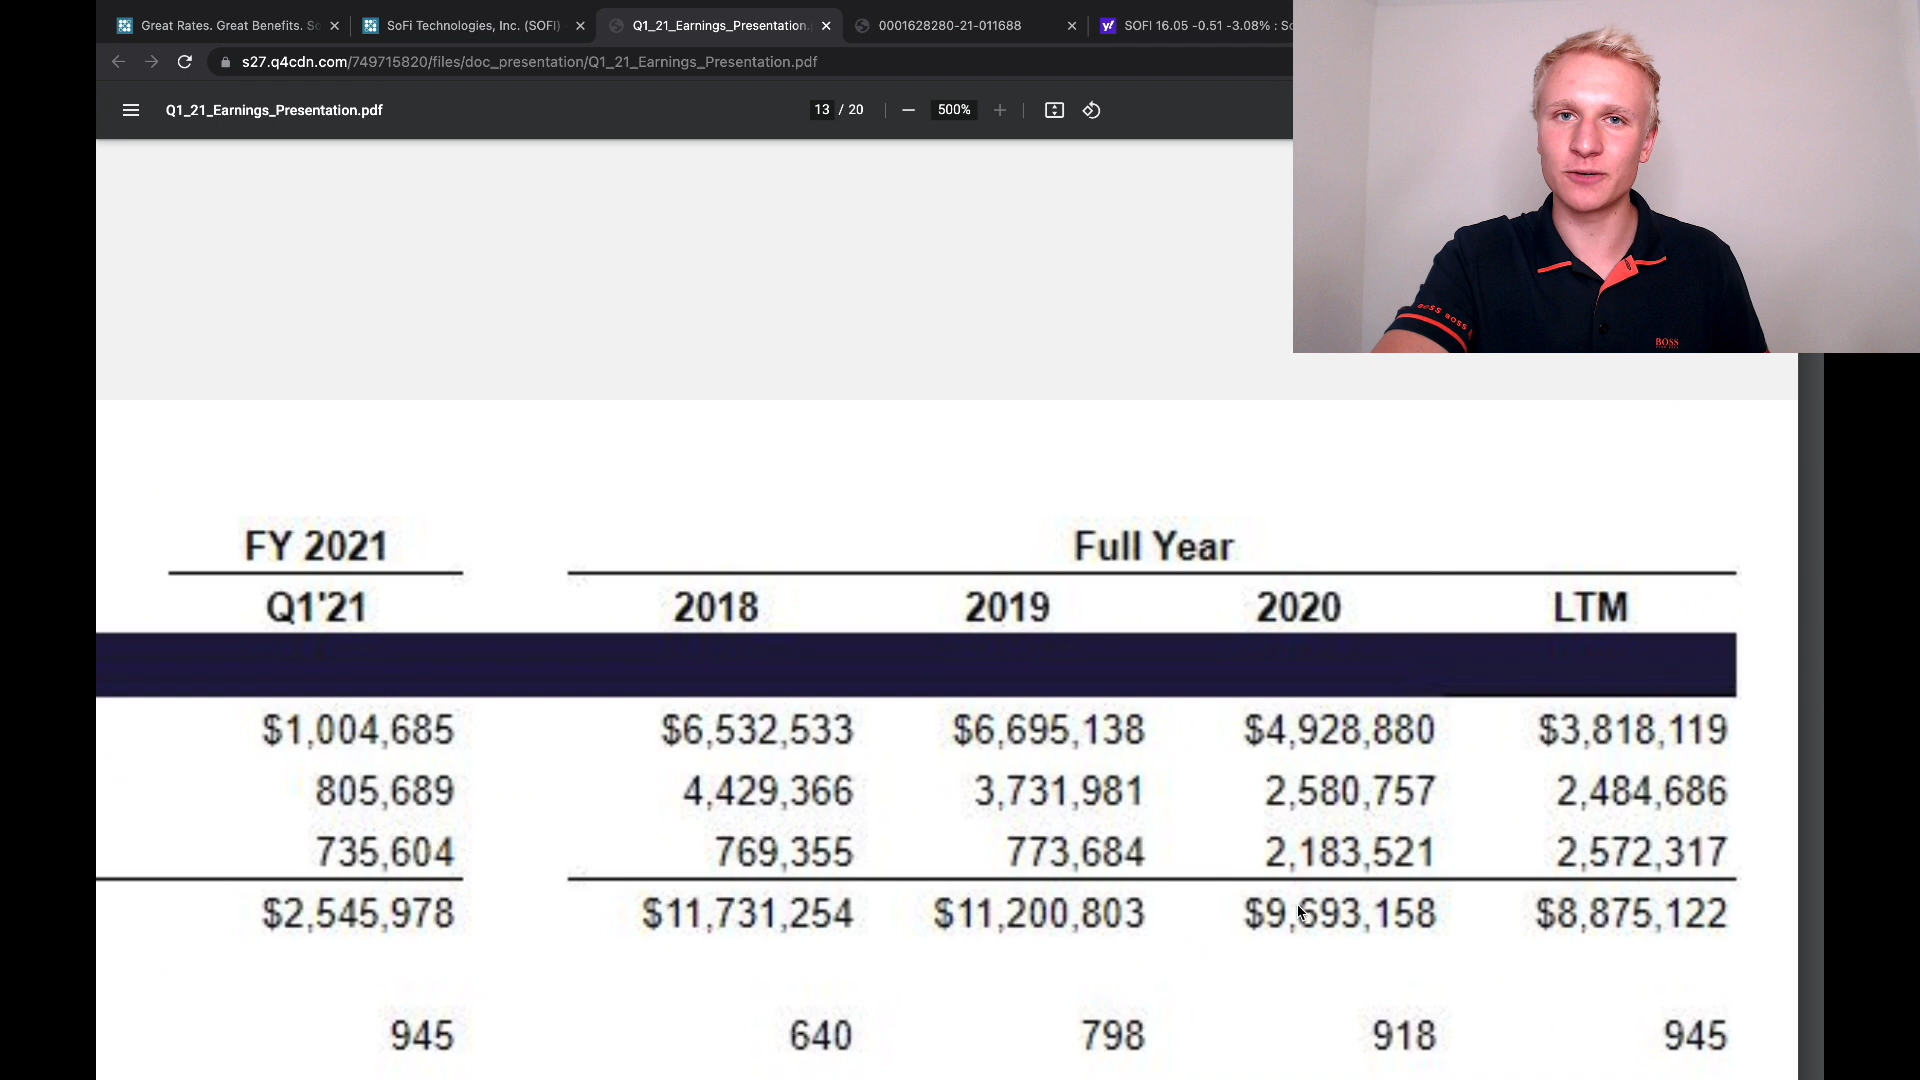 Great Rates. Great Benefits. So
SoFi Technologies, Inc. (SOFI)
Q1_21_Earnings_Presentation.
0001628280-21-011688
y!
SOFI 16.05 -0.51 -3.08% : So
s27.q4cdn.com/749715820/files/doc_presentation/Q1_21_Earnings_Presentation.pdf
Q1_21_Earnings_Presentation.pdf
13 / 20
500%
BOSS BOSS
BOSS
FY 2021 Full Year
Q1'21 2018 2019 2020 LTM
$1,004,685 $6,532,533 $6,695,138 $4,928,880 $3,818,119
805,689 4,429,366 3,731,981 2,580,757 2,484,686
735,604 769,355 773,684 2,183,521 2,572,317
$2,545,978 $11,731,254 $11,200,803 $9,693,158 $8,875,122
945 640 798 918 945